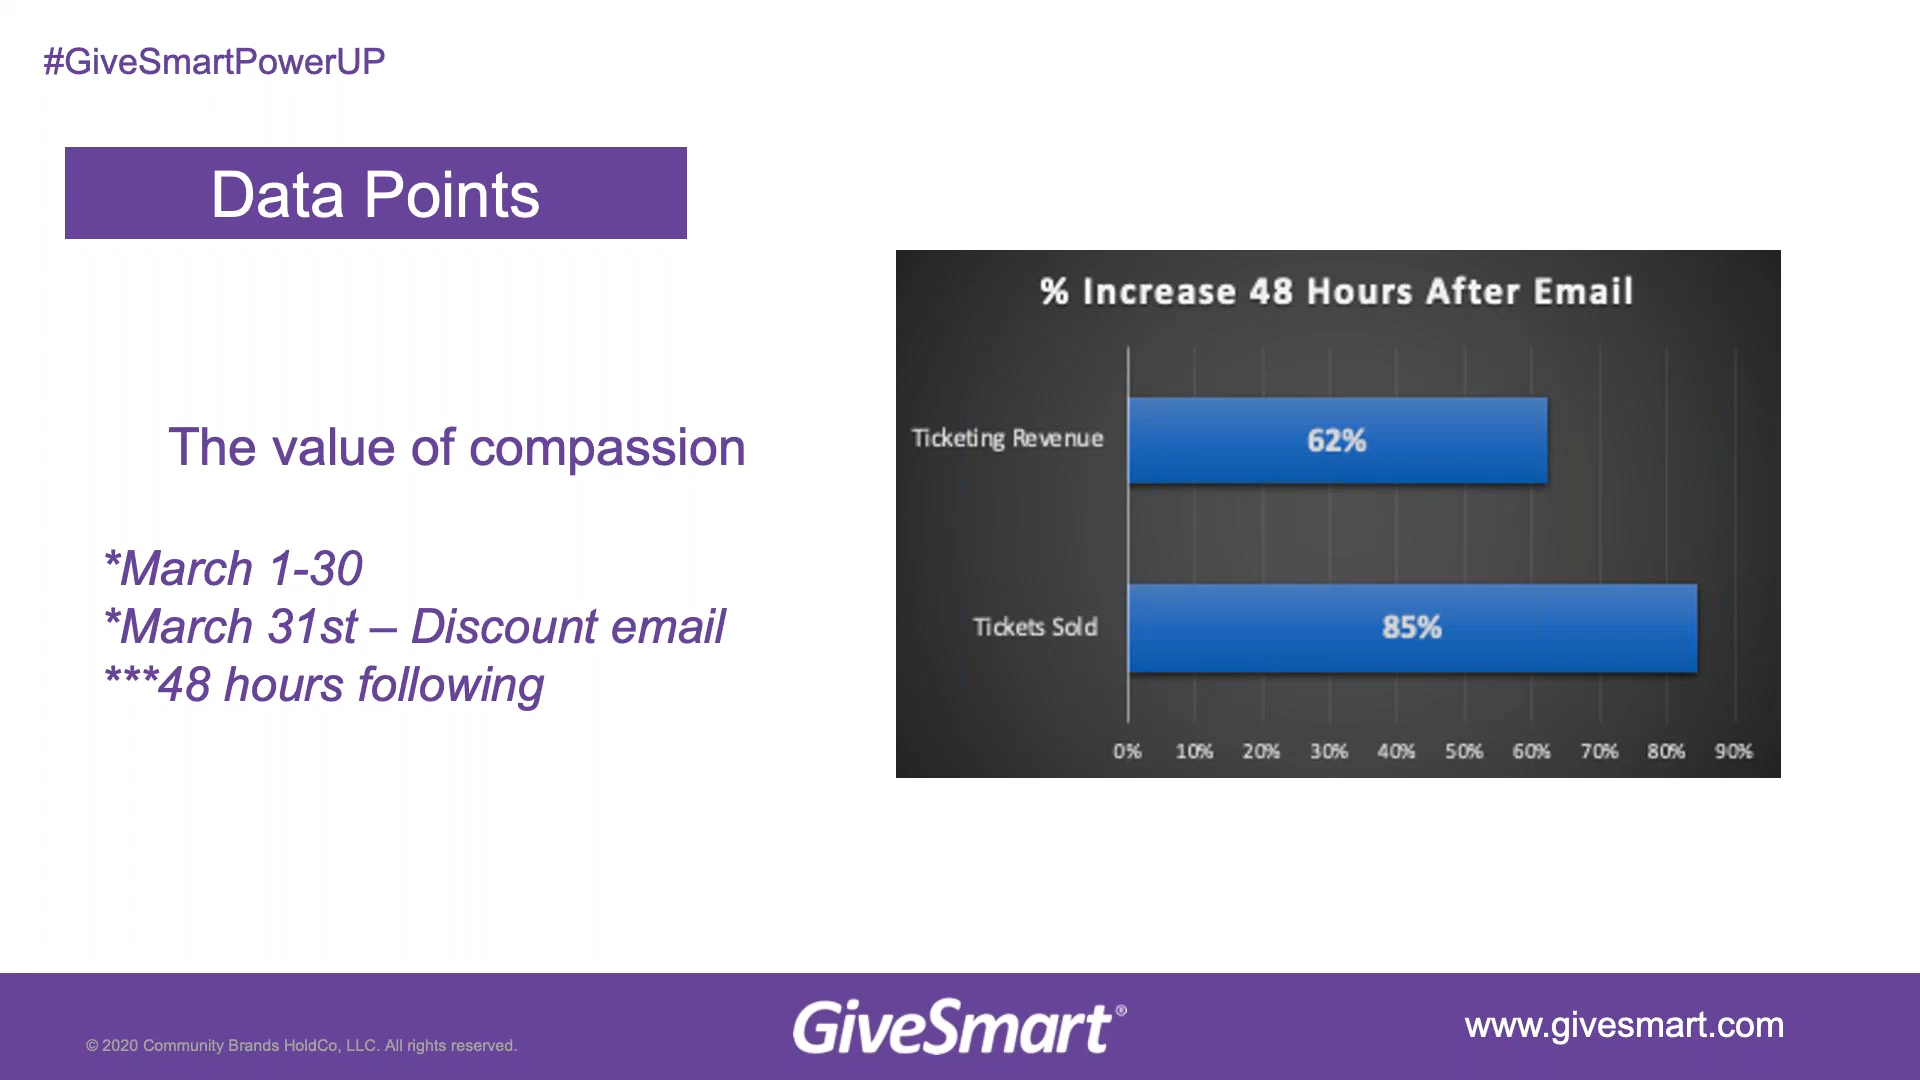 #GiveSmartPowerUP
Data Points
The value of compassion
*March 1-30
*March 31st – Discount email
***48 hours following
% Increase 48 Hours After Email
Ticketing Revenue
62%
Tickets Sold
85%
0% 10% 20% 30% 40% 50% 60% 70% 80% 90%
© 2020 Community Brands HoldCo, LLC. All rights reserved.
GiveSmart®
www.givesmart.com